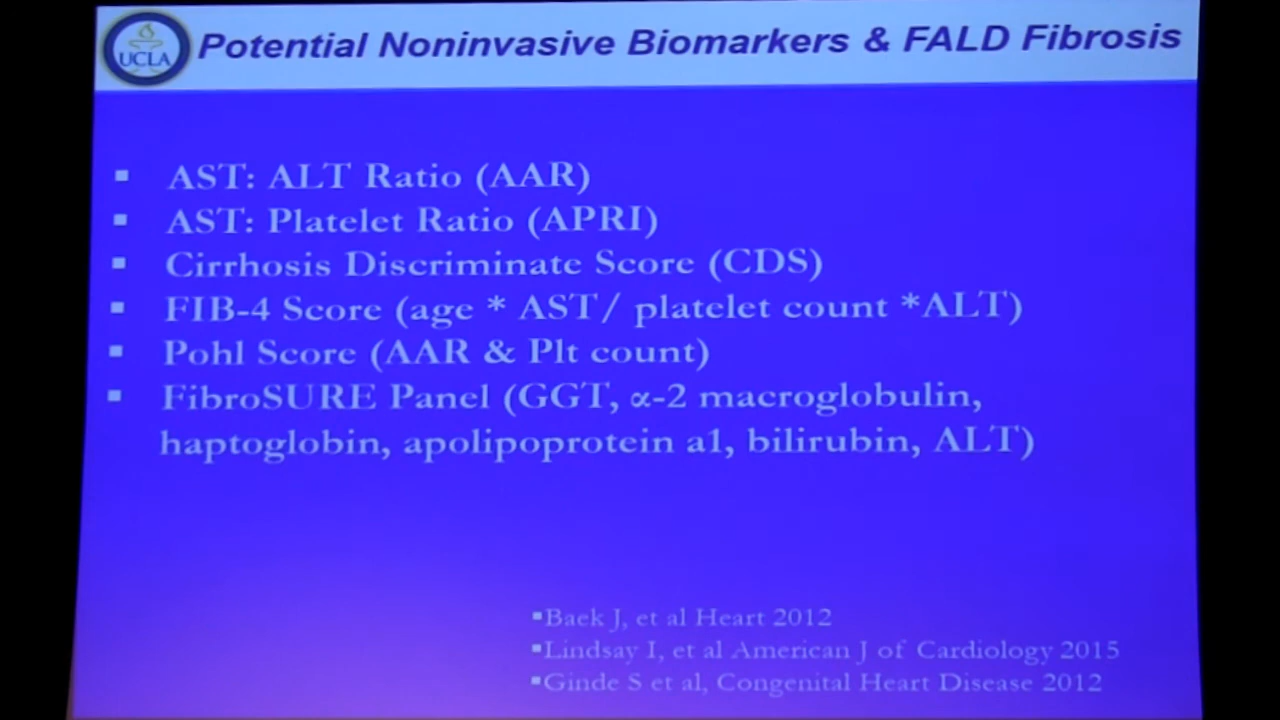 UCLA
Potential Noninvasive Biomarkers & FALD Fibrosis
▪ AST: ALT Ratio (AAR)
▪ AST: Platelet Ratio (APRI)
▪ Cirrhosis Discriminate Score (CDS)
▪ FIB-4 Score (age * AST/ platelet count *ALT)
▪ Pohl Score (AAR & Plt count)
▪ FibroSURE Panel (GGT, α-2 macroglobulin,
haptoglobin, apolipoprotein a1, bilirubin, ALT)
▪Baek J, et al Heart 2012
▪Lindsay I, et al American J of Cardiology 2015
▪Ginde S et al, Congenital Heart Disease 2012